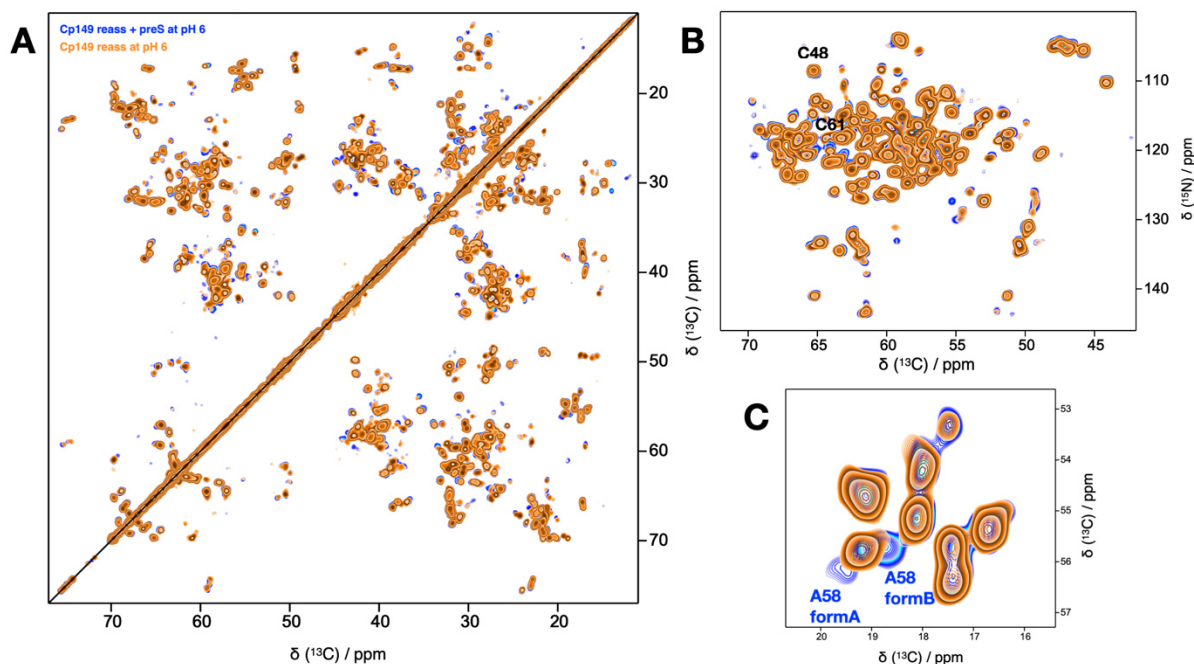 A
Cp149 reass + preS at pH 6
Cp149 reass at pH 6
20
30
40
50
60
70
δ (¹³C) / ppm
70
60
50
40
30
20
δ (¹³C) / ppm
B
C48
C61
110
120
130
140
δ (¹⁵N) / ppm
70
65
60
55
50
44
δ (¹³C) / ppm
C
A58
formA
A58
formB
53
54
55
56
57
δ (¹³C) / ppm
20
19
18
17
16
δ (¹³C) / ppm